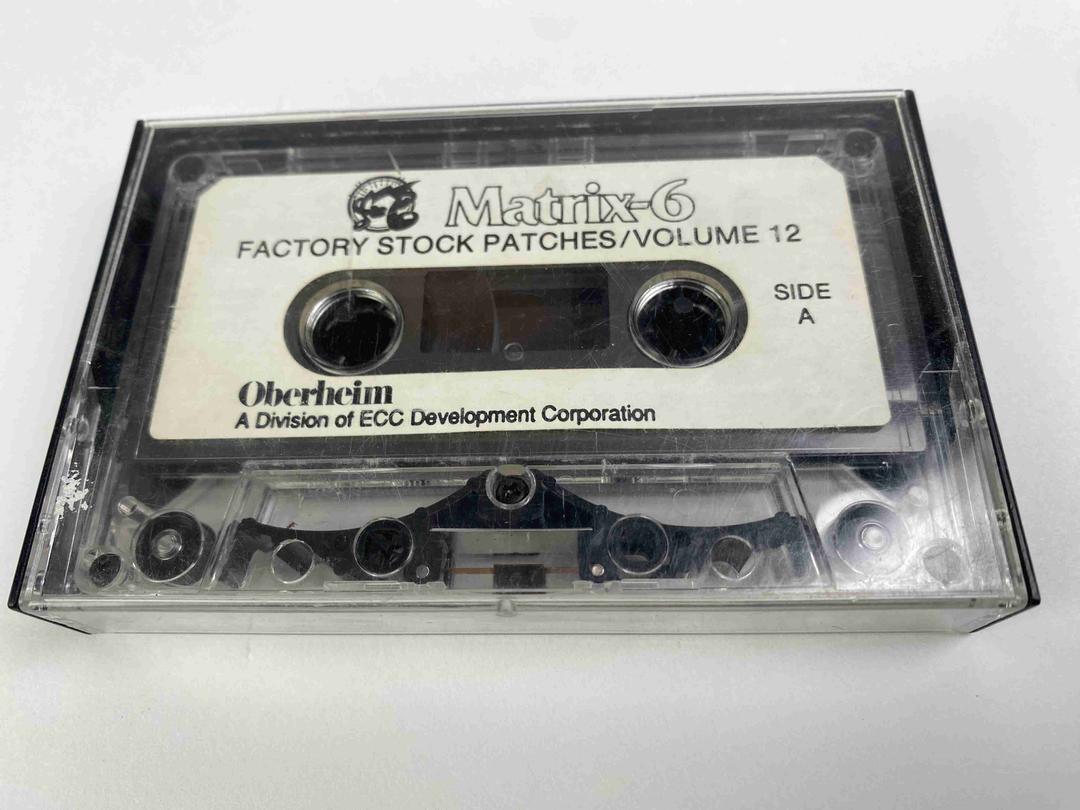 Matrix-6
FACTORY STOCK PATCHES/VOLUME 12
SIDE
A
Oberheim
A Division of ECC Development Corporation